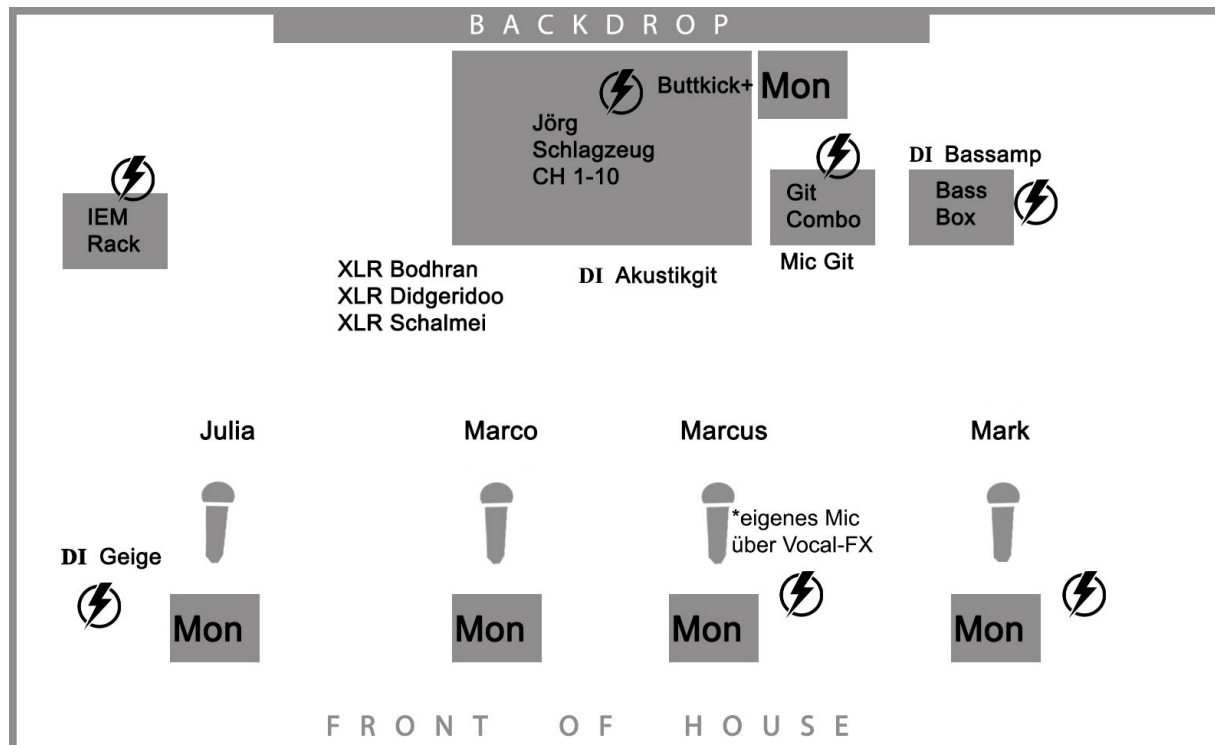 BACKDROP
Buttkick+ Mon
Jörg
Schlagzeug
CH 1-10
IEM
Rack
Git
Combo
Mic Git
DI Bassamp
Bass
Box
XLR Bodhran
XLR Didgeridoo
XLR Schalmei
DI Akustikgit
Julia
Marco
Marcus
Mark
*eigenes Mic
über Vocal-FX
DI Geige
Mon
Mon
Mon
Mon
FRONT OF HOUSE